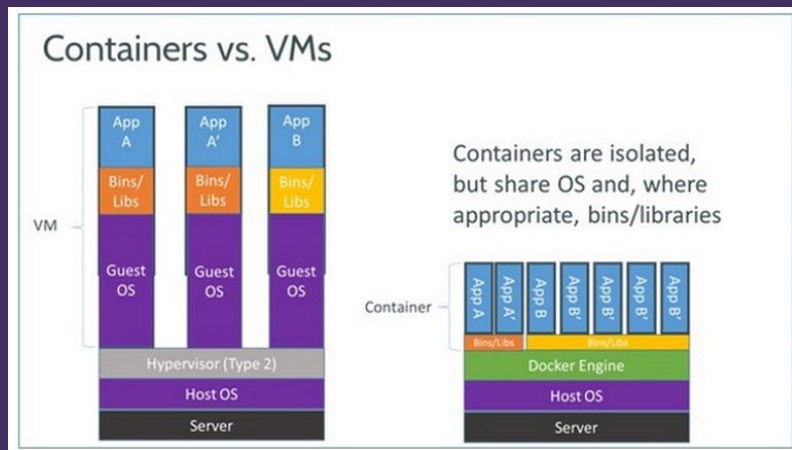 Containers vs. VMs
App
A
App
A'
App
B
Bins/
Libs
Bins/
Libs
Bins/
Libs
VM
Guest
OS
Guest
OS
Guest
OS
Hypervisor (Type 2)
Host OS
Server
Containers are isolated,
but share OS and, where
appropriate, bins/libraries
Container
App A
App A'
App B
App B'
App B'
App B'
App B'
Bins/Libs
Bins/Libs
Docker Engine
Host OS
Server